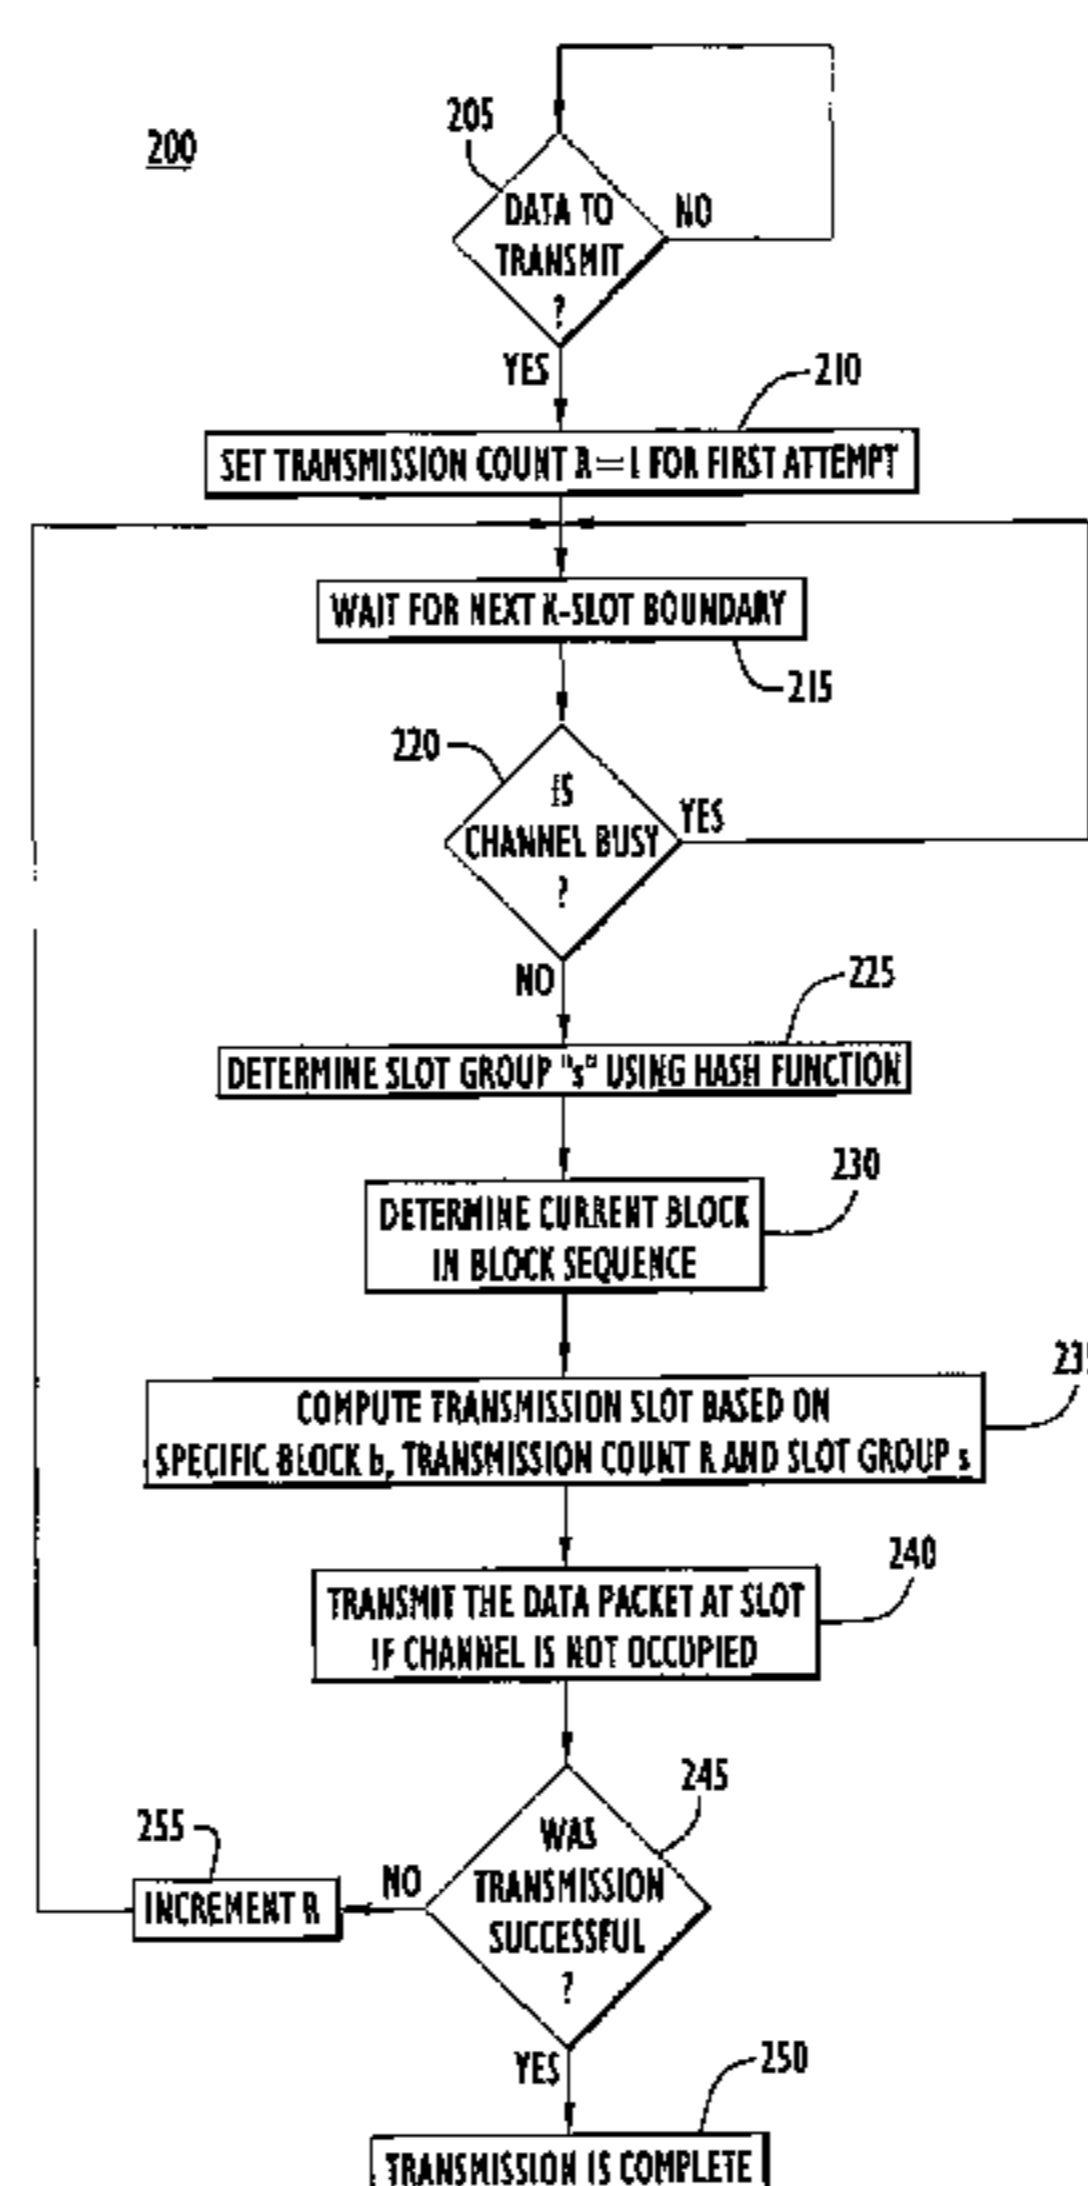 200
205
DATA TO
TRANSMIT
?
NO
YES
210
SET TRANSMISSION COUNT R=1 FOR FIRST ATTEMPT
WAIT FOR NEXT K-SLOT BOUNDARY
215
220
IS
CHANNEL BUSY
?
YES
NO
225
DETERMINE SLOT GROUP "s" USING HASH FUNCTION
230
DETERMINE CURRENT BLOCK
IN BLOCK SEQUENCE
COMPUTE TRANSMISSION SLOT BASED ON
SPECIFIC BLOCK b, TRANSMISSION COUNT R AND SLOT GROUP s
240
TRANSMIT THE DATA PACKET AT SLOT
IF CHANNEL IS NOT OCCUPIED
245
WAS
TRANSMISSION
SUCCESSFUL
?
NO
255
INCREMENT R
YES
250
TRANSMISSION IS COMPLETE